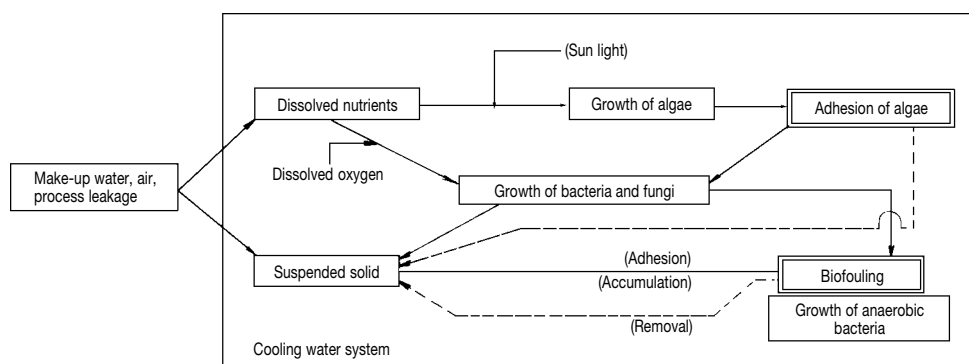 (Sun light)
Dissolved nutrients
Growth of algae
Adhesion of algae
Make-up water, air,
process leakage
Dissolved oxygen
Growth of bacteria and fungi
Suspended solid
(Adhesion)
(Accumulation)
Biofouling
Growth of anaerobic
bacteria
(Removal)
Cooling water system